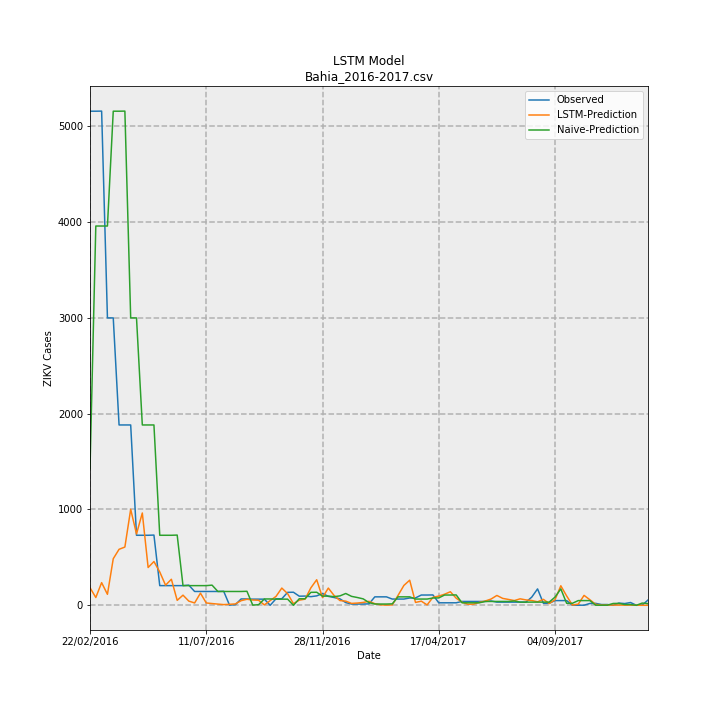 LSTM Model
Bahia_2016-2017.csv
Observed
LSTM-Prediction
Naive-Prediction
5000
4000
3000
2000
1000
0
ZIKV Cases
22/02/2016
11/07/2016
28/11/2016
17/04/2017
04/09/2017
Date